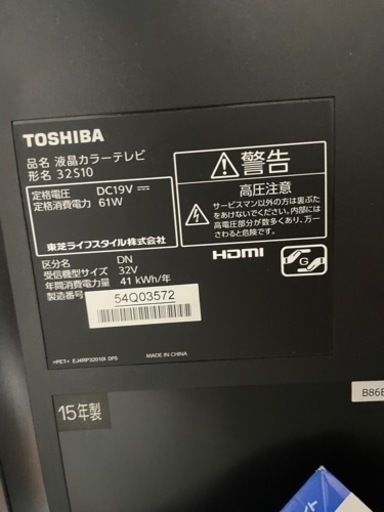 TOSHIBA
品名 液晶カラーテレビ
形名 32S10
定格電圧 DC19V
定格消費電力 61W
東芝ライフスタイル株式会社
区分名 DN
受信機型サイズ 32V
年間消費電力量 41 kWh/年
製造番号 54Q03572
>PET< EJ4IRP32010I DPS
MADE IN CHINA
警告
高圧注意
サービスマン以外の方は裏ぶた
をあけないでください。内部には
高電圧部分が数多くあり、万一
さわると危険です。
HDMI
G
15年製
B86E